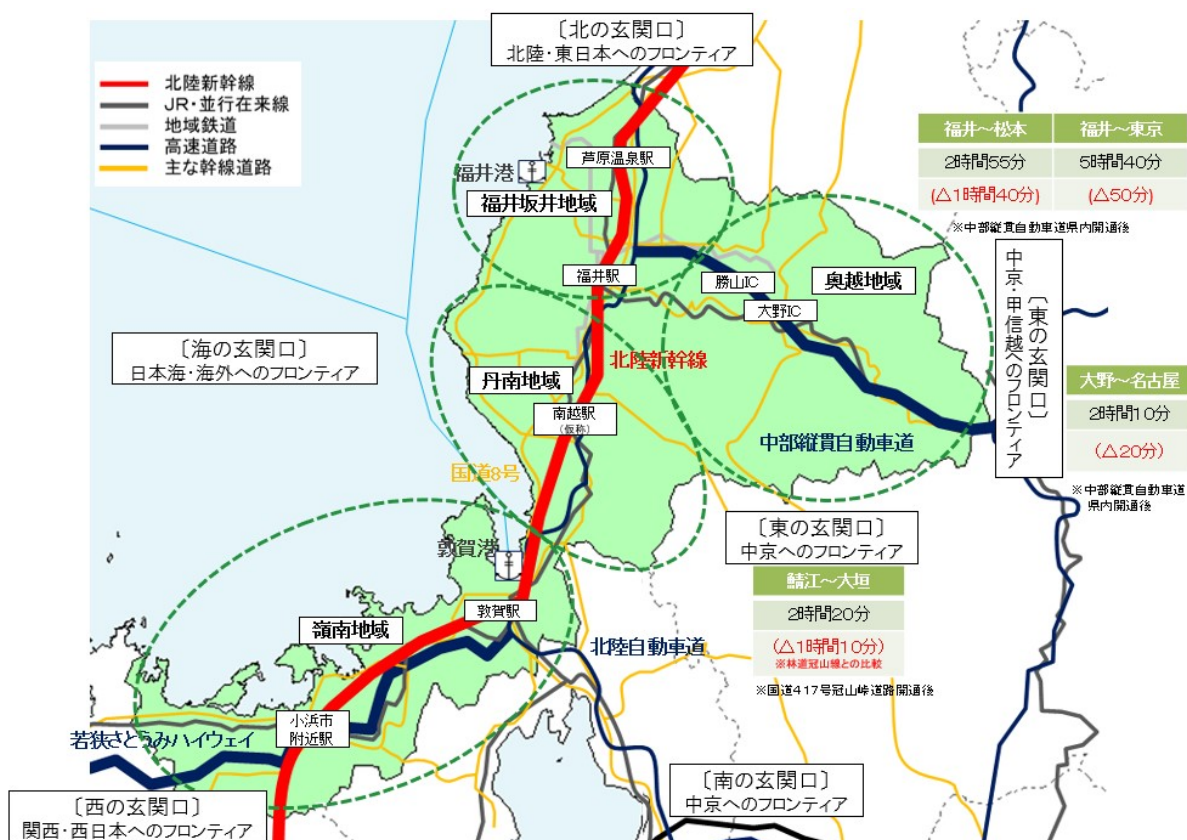 〔北の玄関口〕
北陸・東日本へのフロンティア
北陸新幹線
JR・並行在来線
地域鉄道
高速道路
主な幹線道路
福井~松本
福井~東京
2時間55分
5時間40分
(△1時間40分)
(△50分)
※中部縦貫自動車道県内開通後
芦原温泉駅
福井港
福井坂井地域
福井駅
勝山IC
奥越地域
大野IC
〔東の玄関口〕
中京・甲信越へのフロンティア
〔海の玄関口〕
日本海・海外へのフロンティア
北陸新幹線
丹南地域
南越駅
(仮称)
大野~名古屋
2時間10分
(△20分)
※中部縦貫自動車道
県内開通後
中部縦貫自動車道
国道8号
敦賀港
〔東の玄関口〕
中京へのフロンティア
鯖江~大垣
2時間20分
(△1時間10分)
※林道冠山線との比較
※国道417号冠山峠道路開通後
敦賀駅
嶺南地域
北陸自動車道
小浜市
附近駅
若狭さとうみハイウェイ
〔南の玄関口〕
中京へのフロンティア
〔西の玄関口〕
関西・西日本へのフロンティア